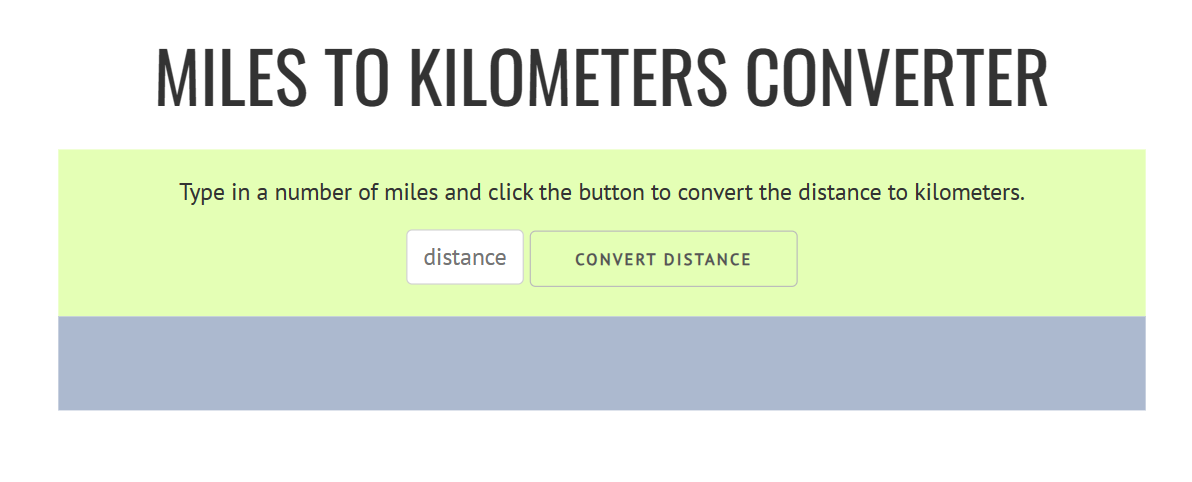 MILES TO KILOMETERS CONVERTER
Type in a number of miles and click the button to convert the distance to kilometers.
distance
CONVERT DISTANCE